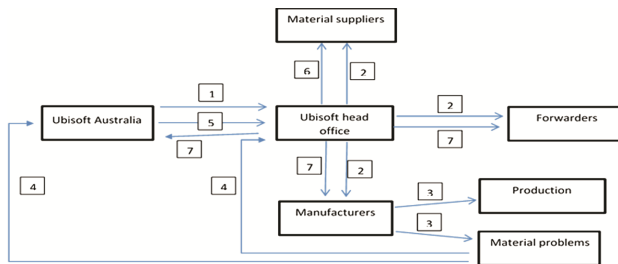 Material suppliers
6
2
1
Ubisoft Australia
5
Ubisoft head
office
2
Forwarders
7
7
4
4
7
2
Manufacturers
3
Production
3
Material problems